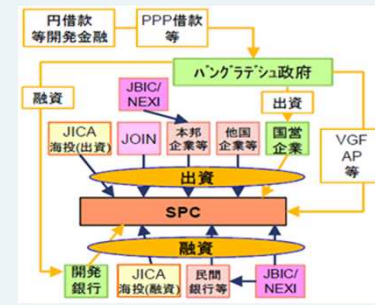 円借款
等開発金融
PPP借款
等
バングラデシュ政府
融資
JBIC/
NEXI
出資
JICA
海投(出資)
JOIN
本邦
企業等
他国
企業等
国営
企業
VGF
AP
等
出資
SPC
融資
開発
銀行
JICA
海投(融資)
民間
銀行等
JBIC/
NEXI